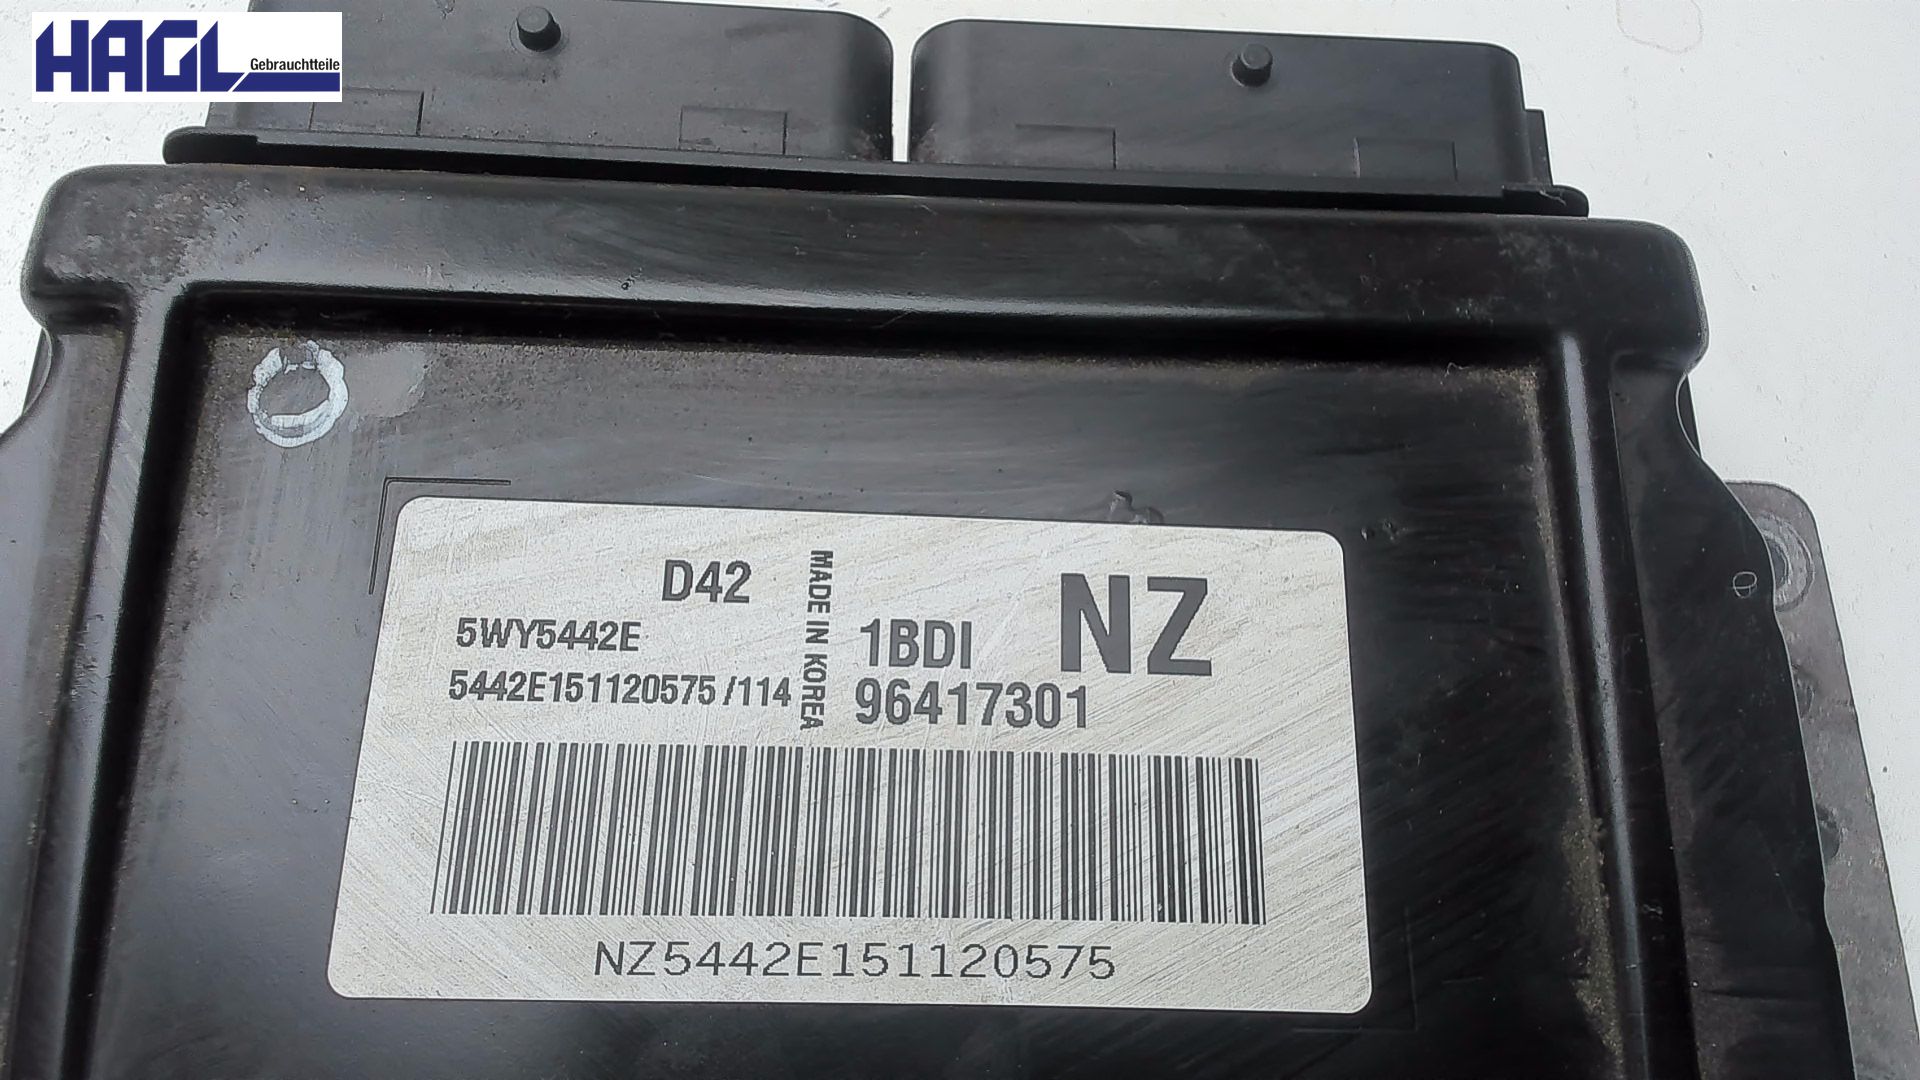 HAGL
Gebrauchtteile
D42
5WY5442E
5442E151120575/114
MADE IN KOREA
1BDI
NZ
96417301
NZ5442E151120575